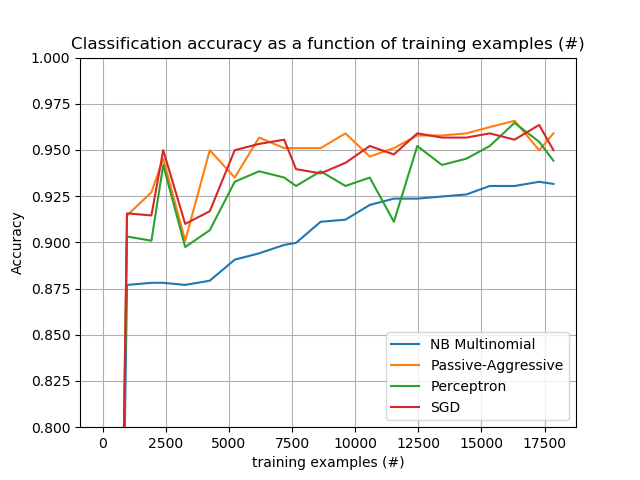 Classification accuracy as a function of training examples (#)
1.000
0.975
0.950
0.925
0.900
0.875
0.850
0.825
0.800
Accuracy
NB Multinomial
Passive-Aggressive
Perceptron
SGD
0 2500 5000 7500 10000 12500 15000 17500
training examples (#)